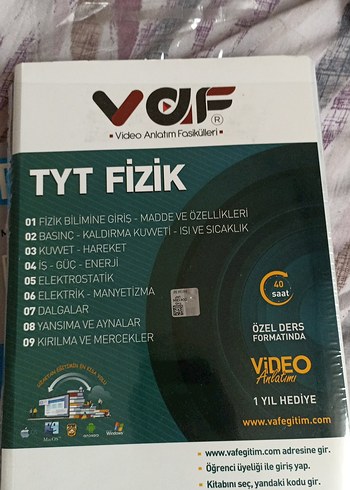 VAF ®
• Video Anlatım Fasikülleri •
TYT FİZİK
01 FİZİK BİLİMİNE GİRİŞ - MADDE VE ÖZELLİKLERİ
02 BASINÇ - KALDIRMA KUVVETİ - ISI VE SICAKLIK
03 KUVVET - HAREKET
04 İŞ - GÜÇ - ENERJİ
05 ELEKTROSTATİK
06 ELEKTRİK - MANYETİZMA
07 DALGALAR
08 YANSIMA VE AYNALAR
09 KIRILMA VE MERCEKLER
40
saat
ÖZEL DERS
FORMATINDA
ViDEO
Anlatımı
1 YIL HEDİYE
www.vafegitim.com
MacOS
Windows
• www.vafegitim.com adresine gir.
• Öğrenci üyeliği ile giriş yap.
• Kitabını seç, yandaki kodu gir.